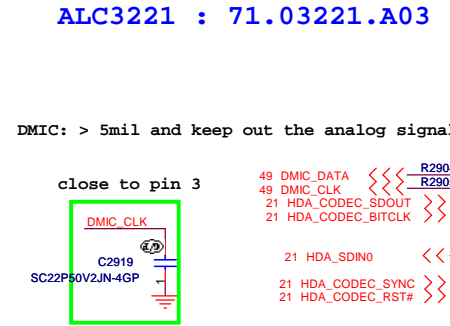 ALC3221 : 71.03221.A03
DMIC: > 5mil and keep out the analog signal
close to pin 3
DMIC_CLK
C2919
SC22P50V2JN-4GP
1
49 DMIC_DATA
49 DMIC_CLK
21 HDA_CODEC_SDOUT
21 HDA_CODEC_BITCLK
21 HDA_SDIN0
21 HDA_CODEC_SYNC
21 HDA_CODEC_RST#